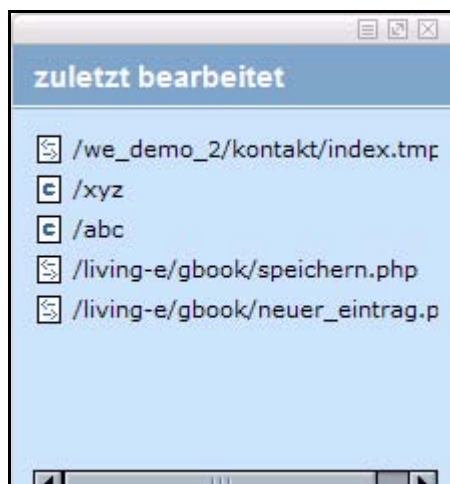 zuletzt bearbeitet
/we_demo_2/kontakt/index.tmp
/xyz
/abc
/living-e/gbook/speichern.php
/living-e/gbook/neuer_eintrag.p